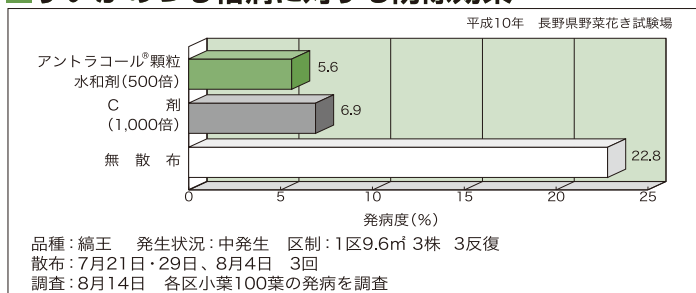 平成10年　長野県野菜花き試験場
アントラコール®顆粒
水和剤(500倍)
5.6
C　剤
(1,000倍)
6.9
無　散　布
22.8
0 5 10 15 20 25
発病度(%)
品種：縞王　発生状況：中発生　区制：1区9.6㎡ 3株　3反復
散布：7月21日・29日、8月4日　3回
調査：8月14日　各区小葉100葉の発病を調査